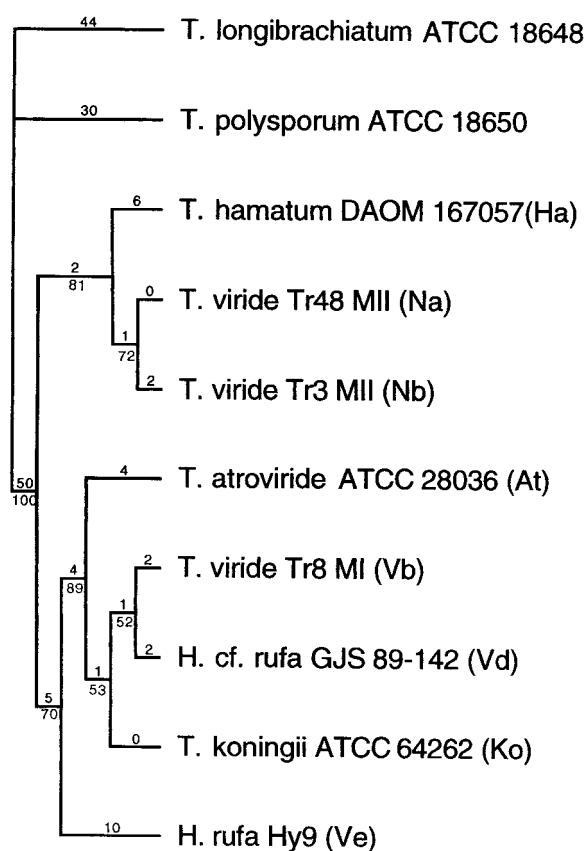 44
T. longibrachiatum ATCC 18648
30
T. polysporum ATCC 18650
6
T. hamatum DAOM 167057(Ha)
2
81
0
T. viride Tr48 MII (Na)
1
72
2
T. viride Tr3 MII (Nb)
4
T. atroviride ATCC 28036 (At)
50
100
2
T. viride Tr8 MI (Vb)
4
89
1
52
2
H. cf. rufa GJS 89-142 (Vd)
1
53
5
70
0
T. koningii ATCC 64262 (Ko)
10
H. rufa Hy9 (Ve)